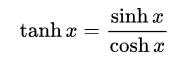 tanh x = sinh x / cosh x